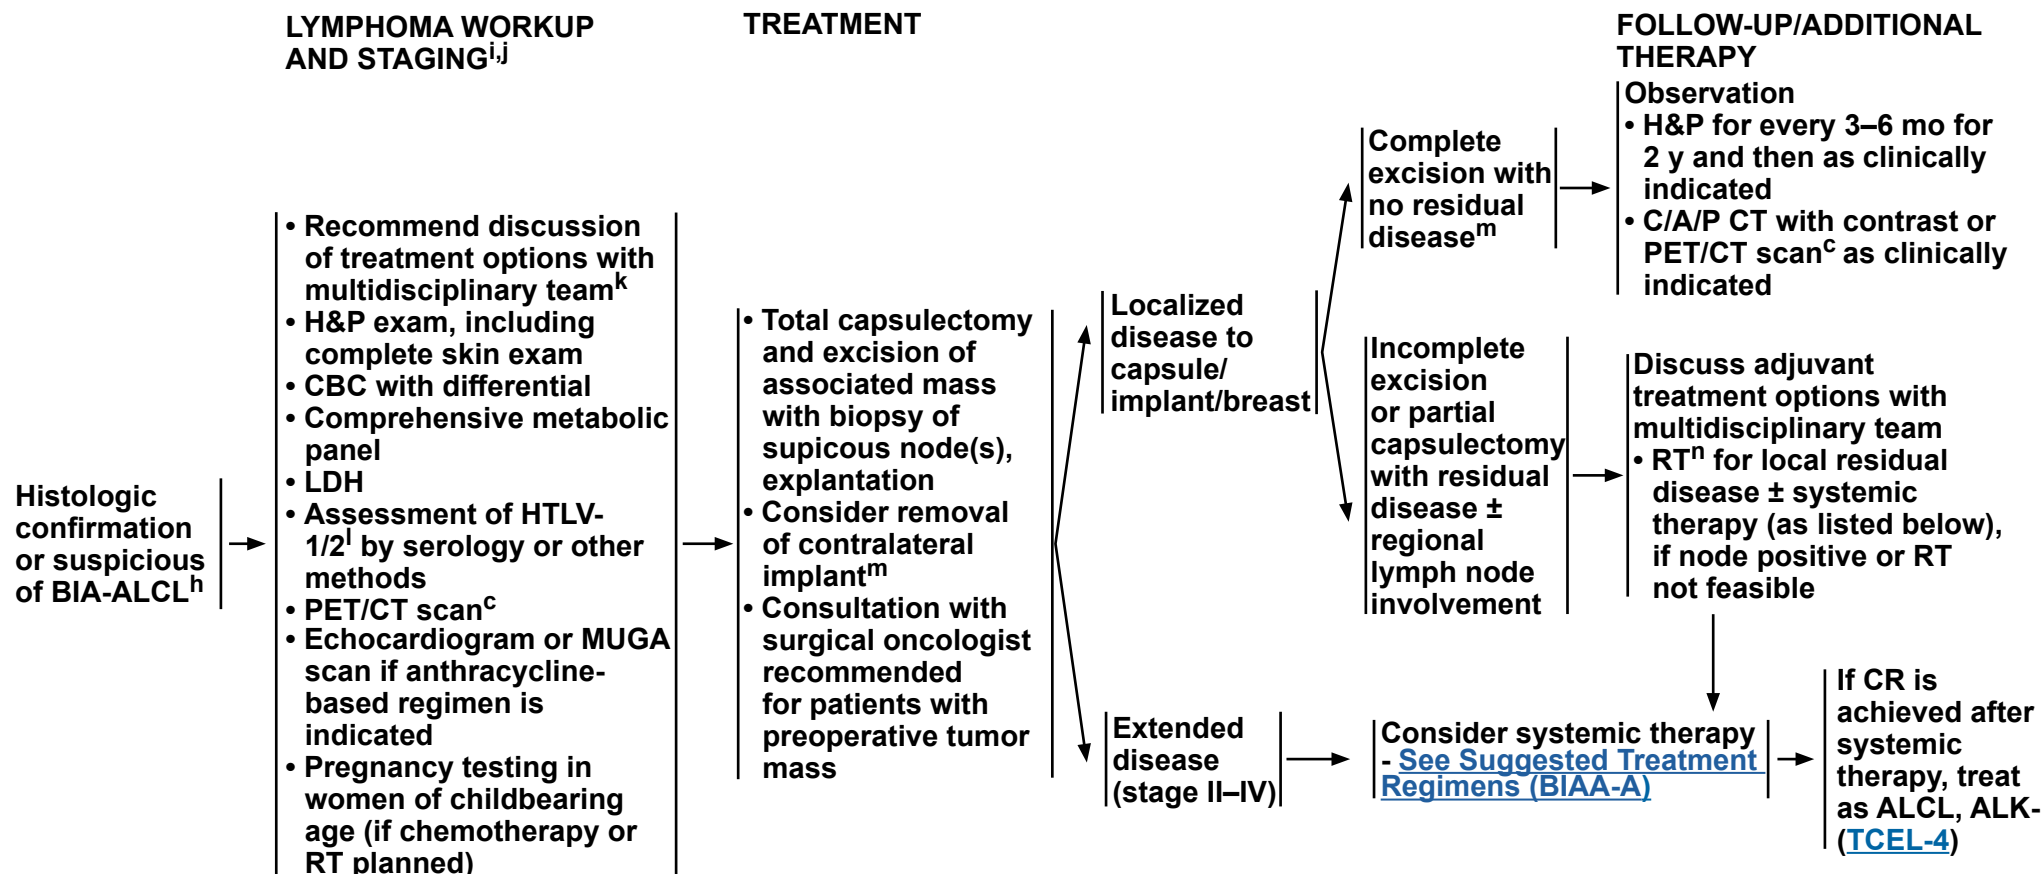 LYMPHOMA WORKUP
AND STAGINGi,j
TREATMENT
FOLLOW-UP/ADDITIONAL
THERAPY
Histologic
confirmation
or suspicious
of BIA-ALCLh
• Recommend discussion
of treatment options with
multidisciplinary teamk
• H&P exam, including
complete skin exam
• CBC with differential
• Comprehensive metabolic
panel
• LDH
• Assessment of HTLV-
1/2l by serology or other
methods
• PET/CT scanc
• Echocardiogram or MUGA
scan if anthracycline-
based regimen is
indicated
• Pregnancy testing in
women of childbearing
age (if chemotherapy or
RT planned)
• Total capsulectomy
and excision of
associated mass
with biopsy of
supicous node(s),
explantation
• Consider removal
of contralateral
implantm
• Consultation with
surgical oncologist
recommended
for patients with
preoperative tumor
mass
Localized
disease to
capsule/
implant/breast
Extended
disease
(stage II–IV)
Complete
excision with
no residual
diseasem
Incomplete
excision
or partial
capsulectomy
with residual
disease ±
regional
lymph node
involvement
Observation
• H&P for every 3–6 mo for
2 y and then as clinically
indicated
• C/A/P CT with contrast or
PET/CT scanc as clinically
indicated
Discuss adjuvant
treatment options with
multidisciplinary team
• RTn for local residual
disease ± systemic
therapy (as listed below),
if node positive or RT
not feasible
Consider systemic therapy
- See Suggested Treatment
Regimens (BIAA-A)
If CR is
achieved after
systemic
therapy, treat
as ALCL, ALK-
(TCEL-4)